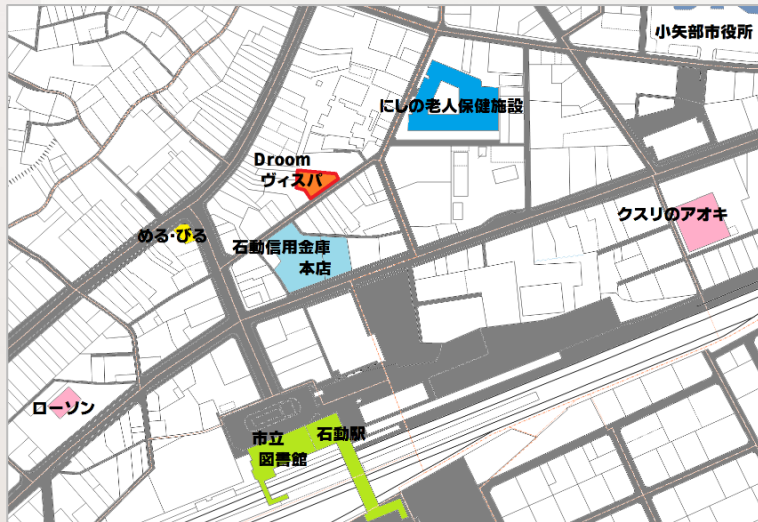 小矢部市役所
にしの老人保健施設
Droom
ヴィスパ
クスリのアオキ
める・びる
石動信用金庫
本店
ローソン
市立
図書館
石動駅